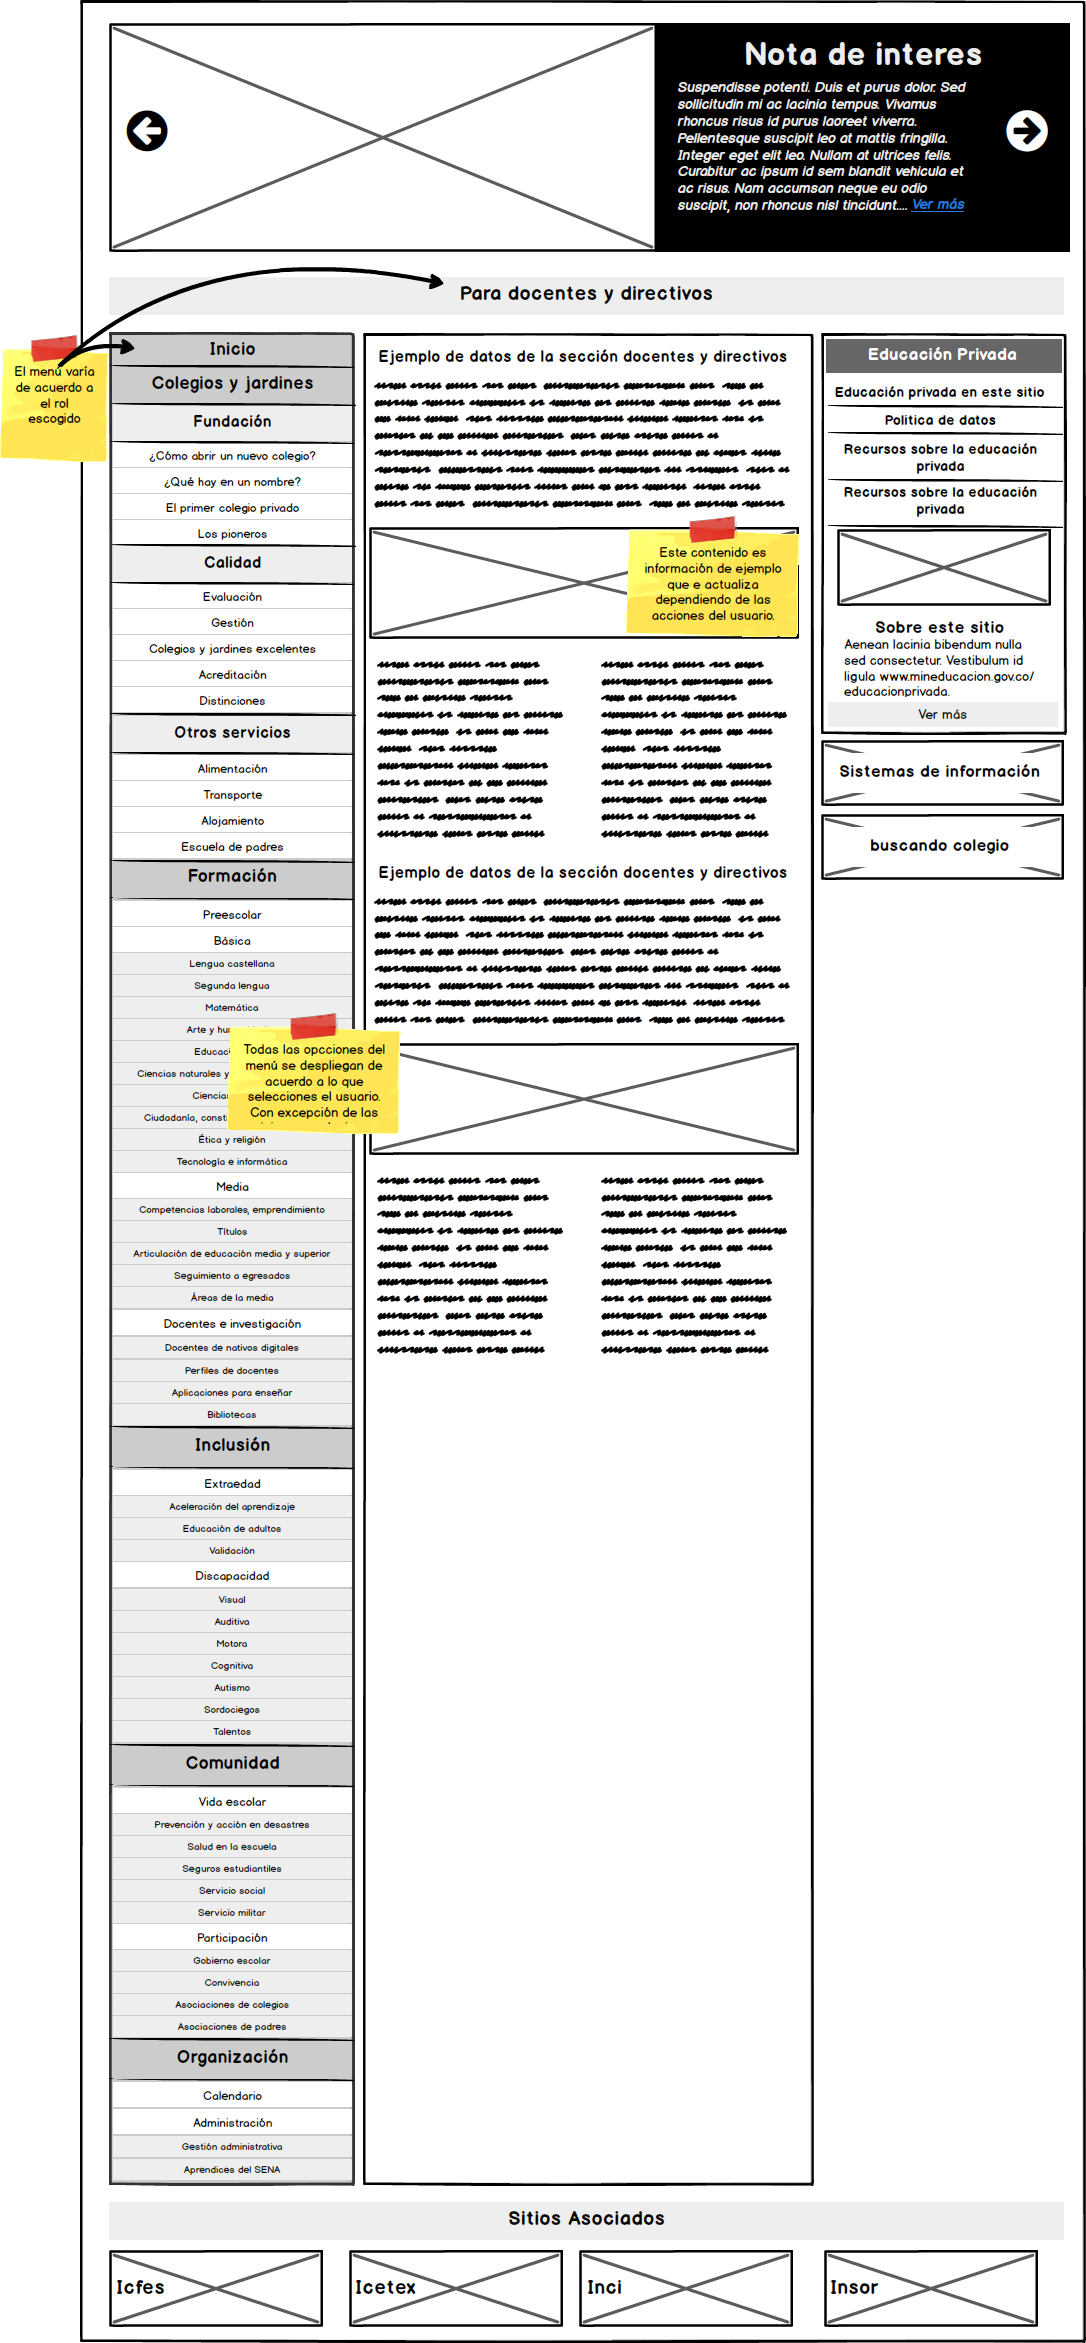 Nota de interes
Suspendisse potenti. Duis et purus dolor. Sed
sollicitudin mi ac lacinia tempus. Vivamus
rhoncus risus id purus laoreet viverra.
Pellentesque suscipit leo at mattis fringilla.
Integer eget elit leo. Nullam at ultrices felis.
Curabitur ac ipsum id sem blandit vehicula et
ac risus. Nam accumsan neque eu odio
suscipit, non rhoncus nisl tincidunt.... Ver más
Para docentes y directivos
El menú varía
de acuerdo a
el rol
escogido
Inicio
Colegios y jardines
Fundación
¿Cómo abrir un nuevo colegio?
¿Qué hay en un nombre?
El primer colegio privado
Los pioneros
Calidad
Evaluación
Gestión
Colegios y jardines excelentes
Acreditación
Distinciones
Otros servicios
Alimentación
Transporte
Alojamiento
Escuela de padres
Formación
Preescolar
Básica
Lengua castellana
Segunda lengua
Matemática
Arte y
Ciencias naturales y
Ciudadanía,
Ética y religión
Tecnología e informática
Media
Competencias laborales, emprendimiento
Títulos
Articulación de educación media y superior
Seguimiento a egresados
Áreas de la media
Docentes e investigación
Docentes de nativos digitales
Perfiles de docentes
Aplicaciones para enseñar
Bibliotecas
Inclusión
Extraedad
Aceleración del aprendizaje
Educación de adultos
Validación
Discapacidad
Visual
Auditiva
Motora
Cognitiva
Autismo
Sordociegos
Talentos
Comunidad
Vida escolar
Prevención y acción en desastres
Salud en la escuela
Seguros estudiantiles
Servicio social
Servicio militar
Participación
Gobierno escolar
Convivencia
Asociaciones de colegios
Asociaciones de padres
Organización
Calendario
Administración
Gestión administrativa
Aprendices del SENA
Todas las opcciones del
menú se despliegan de
acuerdo a lo que
selecciones el usuario.
Con excepción de las
Ejemplo de datos de la sección docentes y directivos
Este contenido es
información de ejemplo
que e actualiza
dependiendo de las
acciones del usuario.
Ejemplo de datos de la sección docentes y directivos
Educación Privada
Educación privada en este sitio
Politica de datos
Recursos sobre la educación
privada
Recursos sobre la educación
privada
Sobre este sitio
Aenean lacinia bibendum nulla
sed consectetur. Vestibulum id
ligula www.mineducacion.gov.co/
educacionprivada.
Ver más
Sistemas de información
buscando colegio
Sitios Asociados
Icfes
Icetex
Inci
Insor